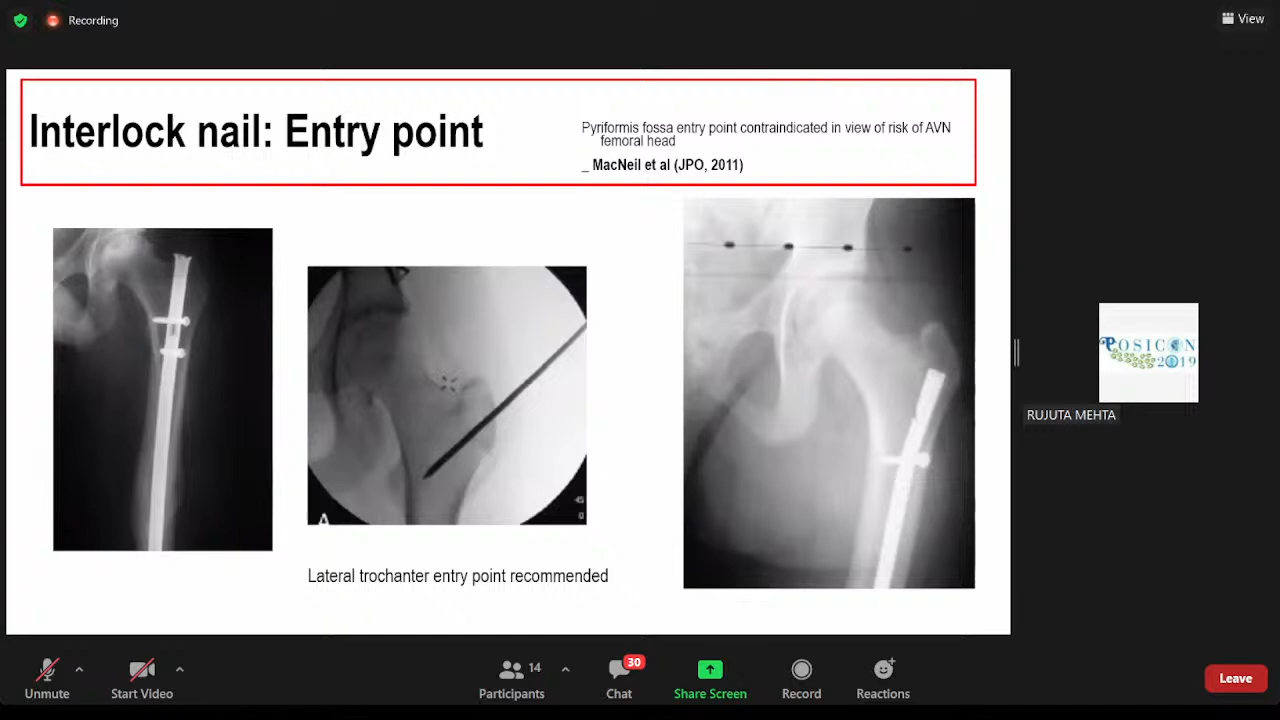 Recording
View
Interlock nail: Entry point
Pyriformis fossa entry point contraindicated in view of risk of AVN
femoral head
_ MacNeil et al (JPO, 2011)
A
Lateral trochanter entry point recommended
POSICON
2019
RUJUTA MEHTA
Unmute
Start Video
14
Participants
30
Chat
Share Screen
Record
Reactions
Leave